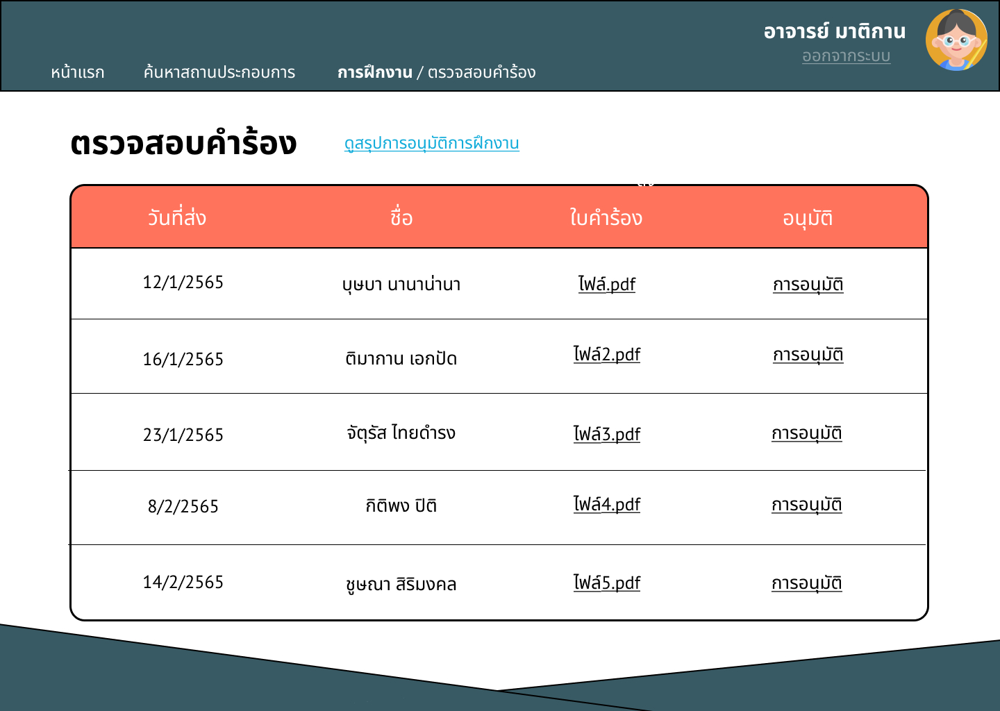 อาจารย์ มาติกาน
ออกจากระบบ
หน้าแรก ค้นหาสถานประกอบการ การฝึกงาน / ตรวจสอบคำร้อง
ตรวจสอบคำร้อง ดูสรุปการอนุมัติการฝึกงาน
วันที่ส่ง ชื่อ ใบคำร้อง อนุมัติ
12/1/2565 บุษบา นานาน่านา ไฟล์.pdf การอนุมัติ
16/1/2565 ติมากาน เอกปัด ไฟล์2.pdf การอนุมัติ
23/1/2565 จัตุรัส ไทยดำรง ไฟล์3.pdf การอนุมัติ
8/2/2565 กิติพง ปิติ ไฟล์4.pdf การอนุมัติ
14/2/2565 ชูษณา สิริมงคล ไฟล์5.pdf การอนุมัติ